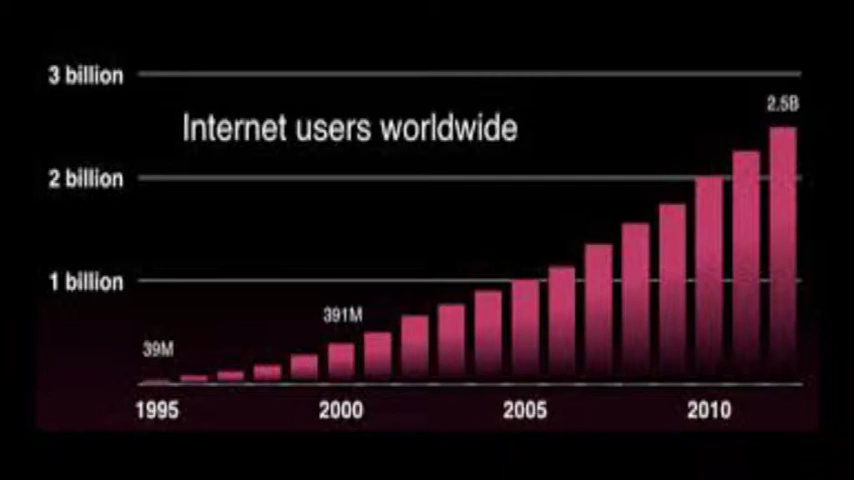 3 billion
2.5B
Internet users worldwide
2 billion
1 billion
391M
39M
1995 2000 2005 2010